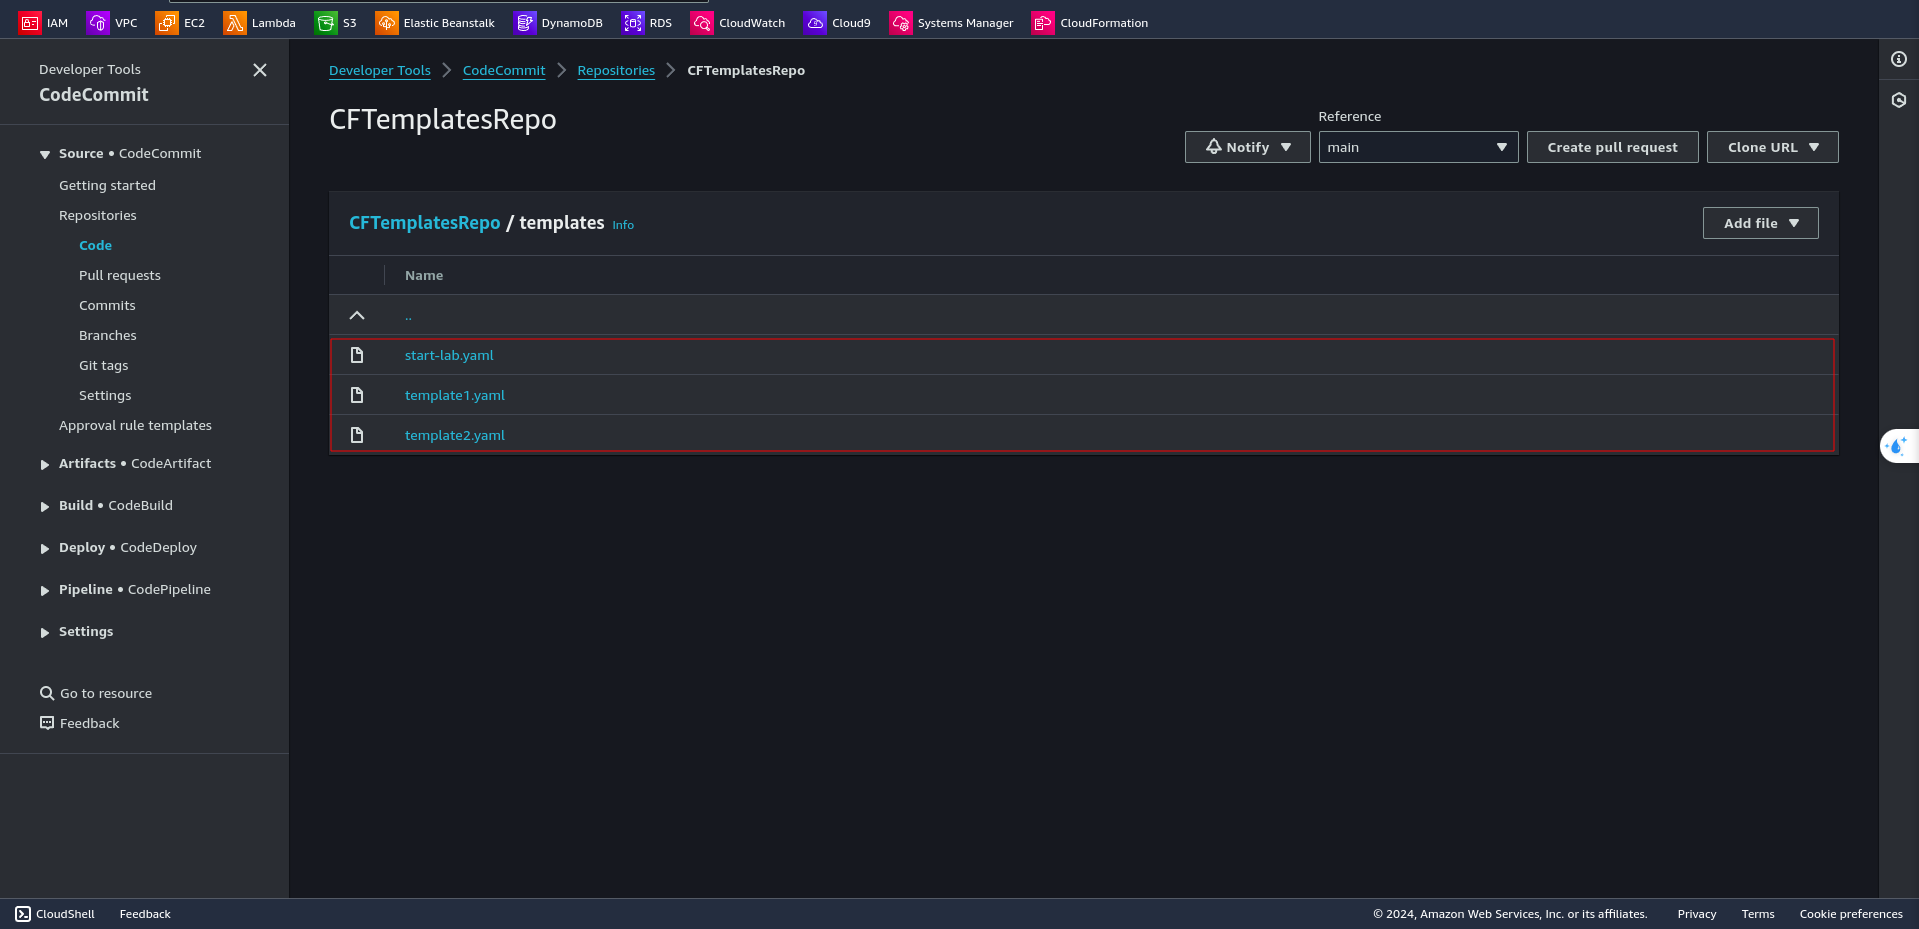 IAM VPC EC2 Lambda S3 Elastic Beanstalk DynamoDB RDS CloudWatch Cloud9 Systems Manager CloudFormation
Developer Tools
CodeCommit
Source • CodeCommit
Getting started
Repositories
Code
Pull requests
Commits
Branches
Git tags
Settings
Approval rule templates
Artifacts • CodeArtifact
Build • CodeBuild
Deploy • CodeDeploy
Pipeline • CodePipeline
Settings
Go to resource
Feedback
Developer Tools CodeCommit Repositories CFTemplatesRepo
CFTemplatesRepo
Reference
Notify main Create pull request Clone URL
CFTemplatesRepo / templates Info Add file
Name
..
start-lab.yaml
template1.yaml
template2.yaml
CloudShell Feedback © 2024, Amazon Web Services, Inc. or its affiliates. Privacy Terms Cookie preferences